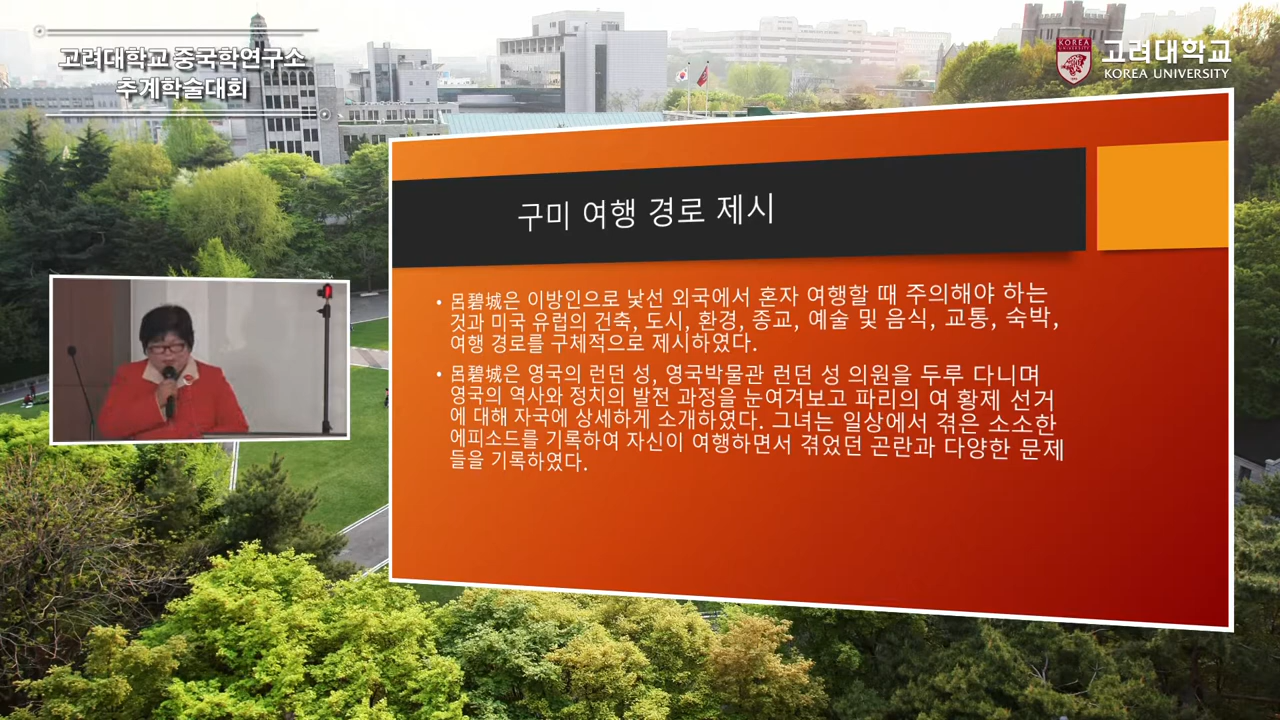 고려대학교 중국학연구소
추계학술대회
KOREA
고려대학교
KOREA UNIVERSITY
구미 여행 경로 제시
• 呂碧城은 이방인으로 낯선 외국에서 혼자 여행할 때 주의해야 하는
것과 미국 유럽의 건축, 도시, 환경, 종교, 예술 및 음식, 교통, 숙박,
여행 경로를 구체적으로 제시하였다.
• 呂碧城은 영국의 런던 성, 영국박물관 런던 성 의원을 두루 다니며
영국의 역사와 정치의 발전 과정을 눈여겨보고 파리의 여 황제 선거
에 대해 자국에 상세하게 소개하였다. 그녀는 일상에서 겪은 소소한
에피소드를 기록하여 자신이 여행하면서 겪었던 곤란과 다양한 문제
들을 기록하였다.